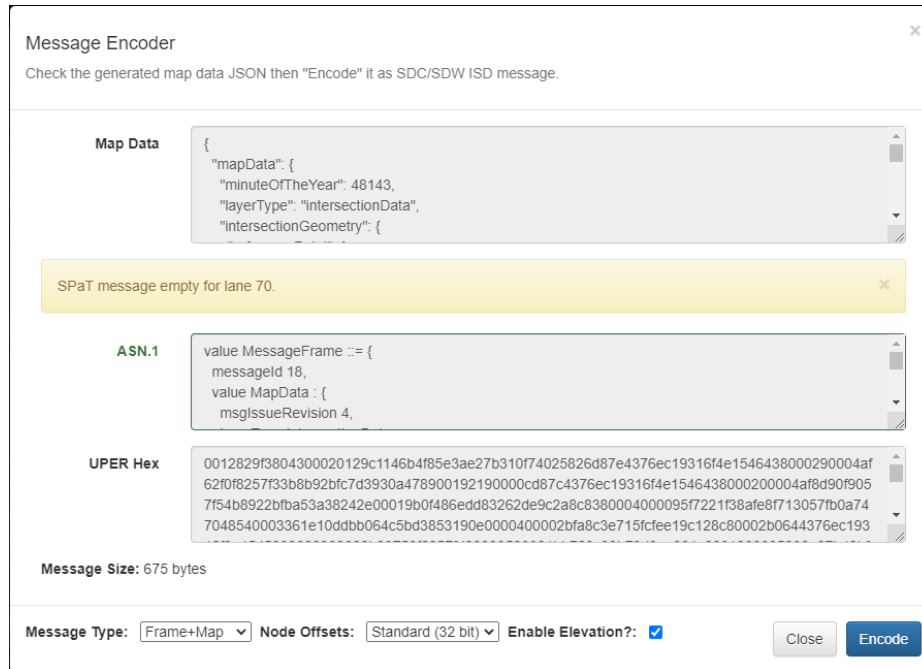 ×
Message Encoder
Check the generated map data JSON then "Encode" it as SDC/SDW ISD message.
Map Data
{
"mapData": {
"minuteOfTheYear": 48143,
"layerType": "intersectionData",
"intersectionGeometry": {
SPaT message empty for lane 70.
×
ASN.1
value MessageFrame ::= {
messageId 18,
value MapData : {
msgIssueRevision 4,
UPER Hex
0012829f3804300020129c1146b4f85e3ae27b310f74025826d87e4376ec19316f4e1546438000290004af
62f0f8257f33b8b92bfc7d3930a478900192190000cd87c4376ec19316f4e1546438000200004af8d90f905
7f54b8922bfba53a38242e00019b0f486edd83262de9c2a8c8380004000095f7221f38afe8f713057fb0a74
7048540003361e10ddbb064c5bd3853190e0000400002bfa8c3e715fcfee19c128c80002b0644376ec193
Message Size: 675 bytes
Message Type: Frame+Map Node Offsets: Standard (32 bit) Enable Elevation?:
Close
Encode